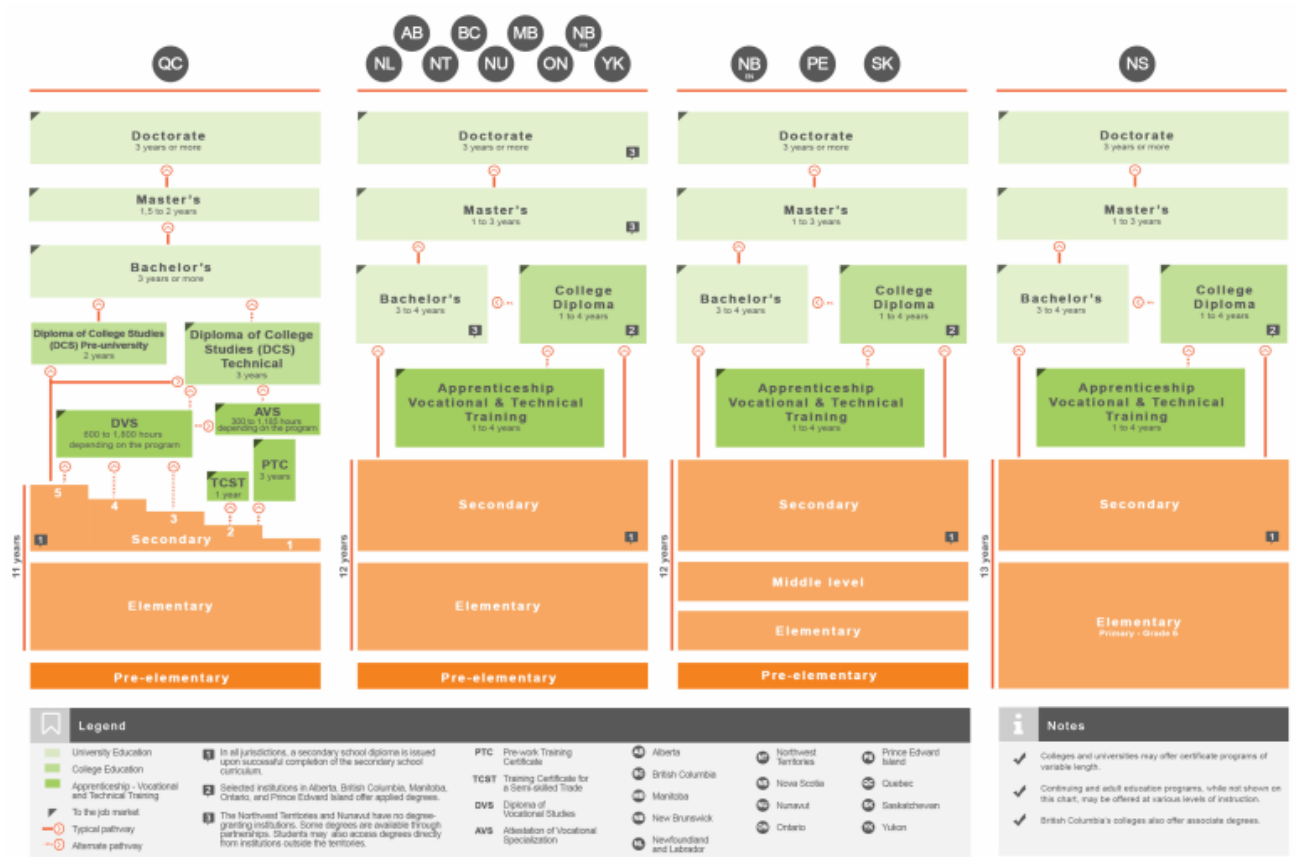 QC
AB
BC
MB
NB
FR
NL
NT
NU
ON
YK
NB
EN
PE
SK
NS
Doctorate
3 years or more
Master's
1,5 to 2 years
Bachelor's
3 years or more
Diploma of College Studies
(DCS) Pre-university
2 years
Diploma of College
Studies (DCS)
Technical
3 years
DVS
600 to 1,800 hours
depending on the program
AVS
300 to 1,185 hours
depending on the program
PTC
3 years
TCST
1 year
5
4
3
2
1
Secondary
1
11 years
Elementary
Pre-elementary
Doctorate
3 years or more
3
Master's
1 to 3 years
3
Bachelor's
3 to 4 years
3
College
Diploma
1 to 4 years
2
Apprenticeship
Vocational & Technical
Training
1 to 4 years
Secondary
1
12 years
Elementary
Pre-elementary
Doctorate
3 years or more
Master's
1 to 3 years
Bachelor's
3 to 4 years
College
Diploma
1 to 4 years
2
Apprenticeship
Vocational & Technical
Training
1 to 4 years
Secondary
1
12 years
Middle level
Elementary
Pre-elementary
Doctorate
3 years or more
Master's
1 to 3 years
Bachelor's
3 to 4 years
College
Diploma
1 to 4 years
2
Apprenticeship
Vocational & Technical
Training
1 to 4 years
Secondary
1
13 years
Elementary
Primary - Grade 6
Legend
University Education
College Education
Apprenticeship - Vocational
and Technical Training
To the job market
Typical pathway
Alternate pathway
1 In all jurisdictions, a secondary school diploma is issued
upon successful completion of the secondary school
curriculum.
2 Selected institutions in Alberta, British Columbia, Manitoba,
Ontario, and Prince Edward Island offer applied degrees.
3 The Northwest Territories and Nunavut have no degree-
granting institutions. Some degrees are available through
partnerships. Students may also access degrees directly
from institutions outside the territories.
PTC Pre-work Training
Certificate
TCST Training Certificate for
a Semi-skilled Trade
DVS Diploma of
Vocational Studies
AVS Attestation of Vocational
Specialization
AB Alberta
BC British Columbia
MB Manitoba
NB New Brunswick
NL Newfoundland
and Labrador
NT Northwest
Territories
NS Nova Scotia
NU Nunavut
ON Ontario
PE Prince Edward
Island
QC Quebec
SK Saskatchewan
YK Yukon
Notes
Colleges and universities may offer certificate programs of
variable length.
Continuing and adult education programs, while not shown on
this chart, may be offered at various levels of instruction.
British Columbia's colleges also offer associate degrees.